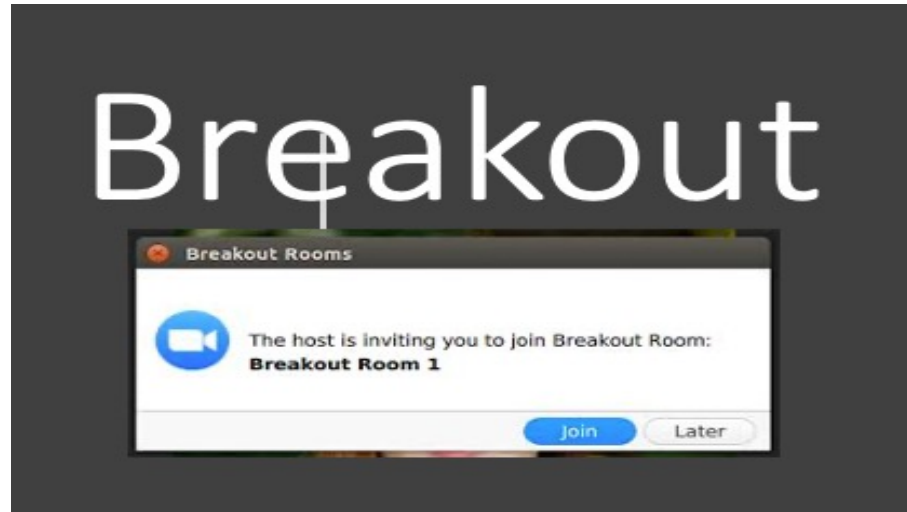 Breakout
Breakout Rooms
The host is inviting you to join Breakout Room:
Breakout Room 1
Join
Later